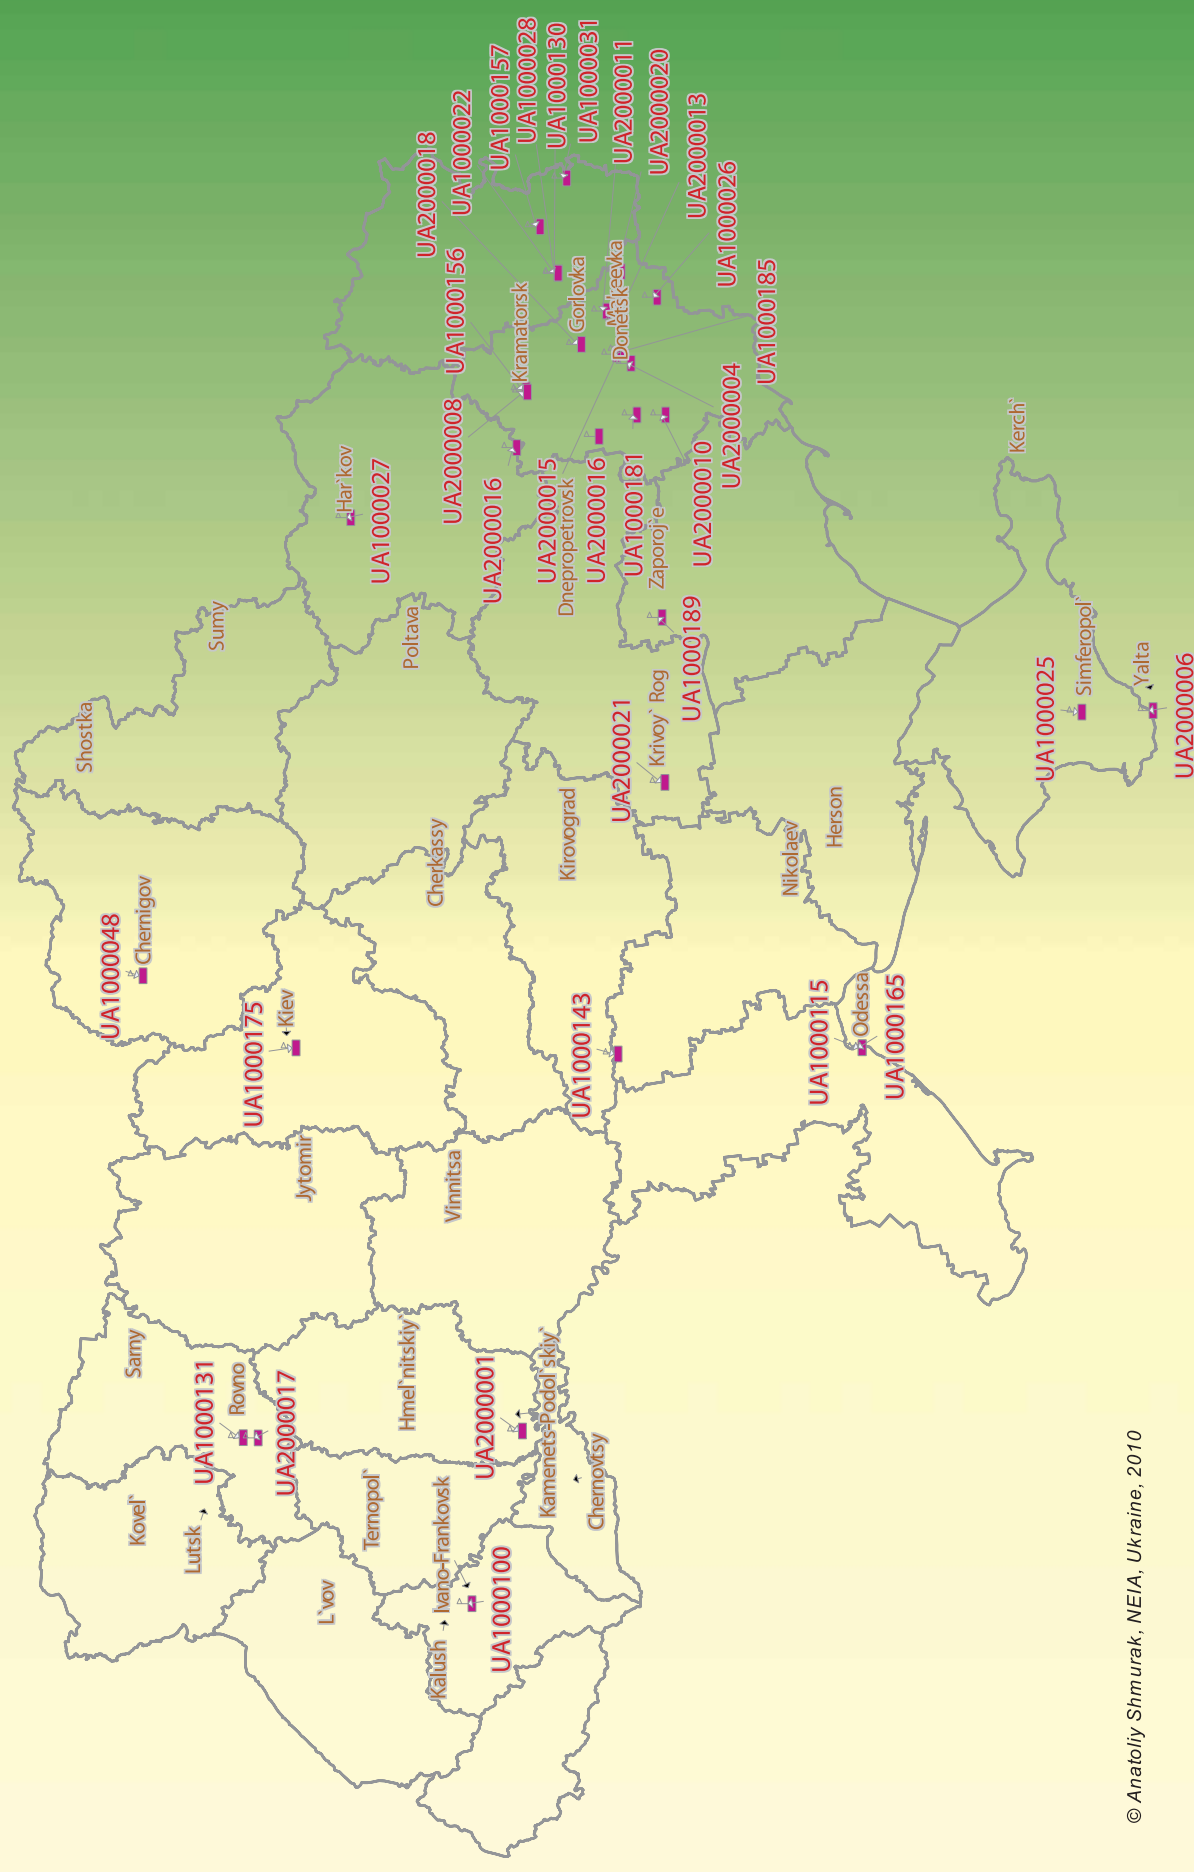 Shostka
Sumy
UA1000048
Chernigov
UA1000175
Kiev
Har`kov
UA1000027
Poltava
Sarny
Kovel`
Lutsk
UA1000131
Rovno
UA2000017
Jytomir
L`vov
Ternopol`
Hmel`nitskiy`
Vinnitsa
Cherkassy
Kirovograd
UA2000018
UA1000022
UA1000157
UA1000028
UA1000130
UA1000031
UA2000011
UA2000020
UA2000013
UA1000026
UA1000185
UA1000156
Kramatorsk
Gorlovka
Donetsk
UA2000008
UA2000016
UA2000015
Dnepropetrovsk
UA2000016
UA1000181
Zaporoj`e
UA2000010
UA2000004
UA1000189
UA2000021
Krivoy` Rog
UA1000143
Kalush
Ivano-Frankovsk
UA1000100
UA2000001
Kamenets-Podol`skiy`
Chernovtsy
Nikolaev
Herson
UA1000115
Odessa
UA1000165
Kerch`
UA1000025
Simferopol`
Yalta
UA2000006
© Anatoliy Shmurak, NEIA, Ukraine, 2010